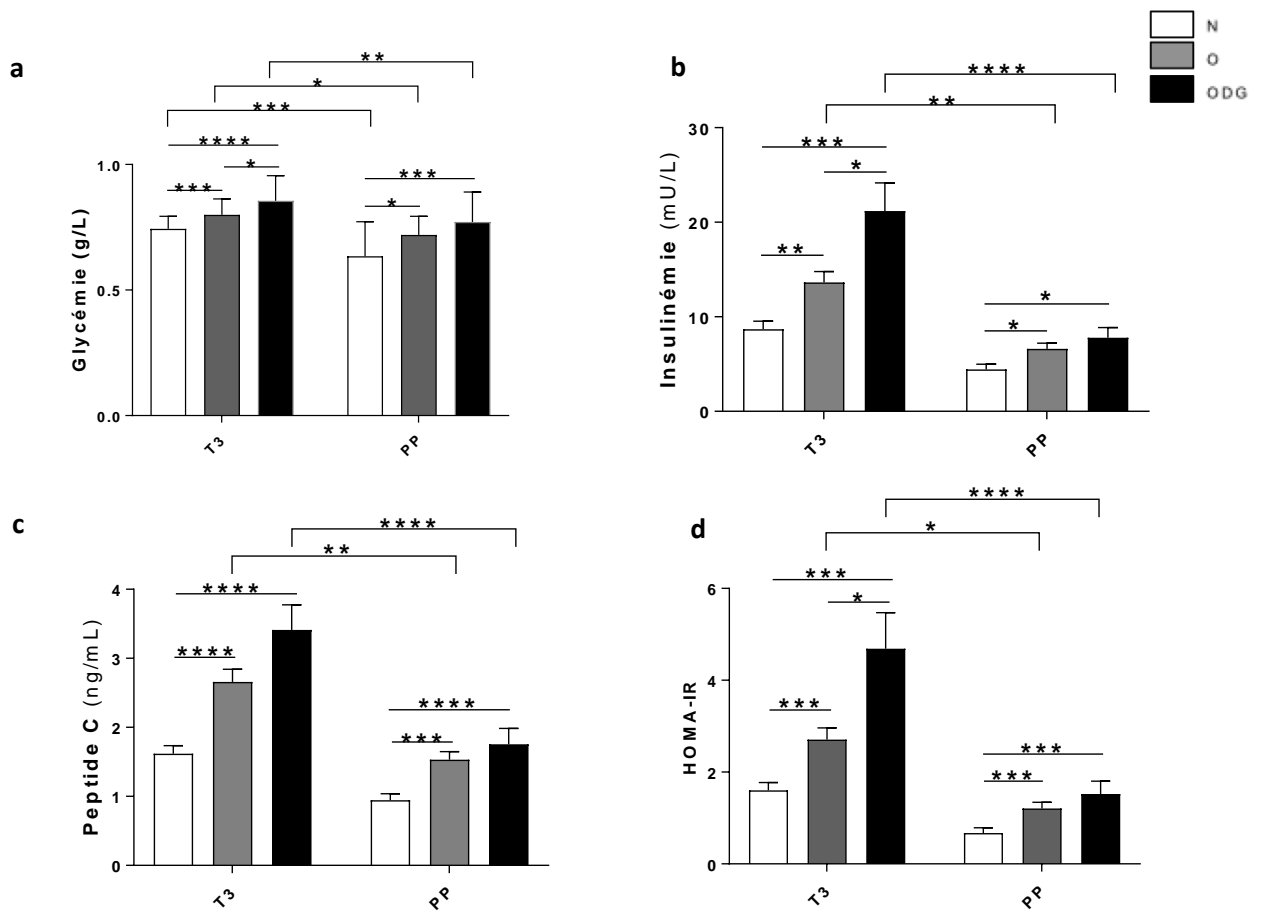 N
O
ODG
a
**
*
***
****
*
***
***
*
Glycémie (g/L)
1.0
0.5
0.0
T3
PP
b
****
**
***
*
**
*
*
Insulinémie (mU/L)
30
20
10
0
T3
PP
c
****
**
****
****
****
***
Peptide C (ng/mL)
4
3
2
1
0
T3
PP
d
****
*
***
*
***
***
***
HOMA-IR
6
4
2
0
T3
PP